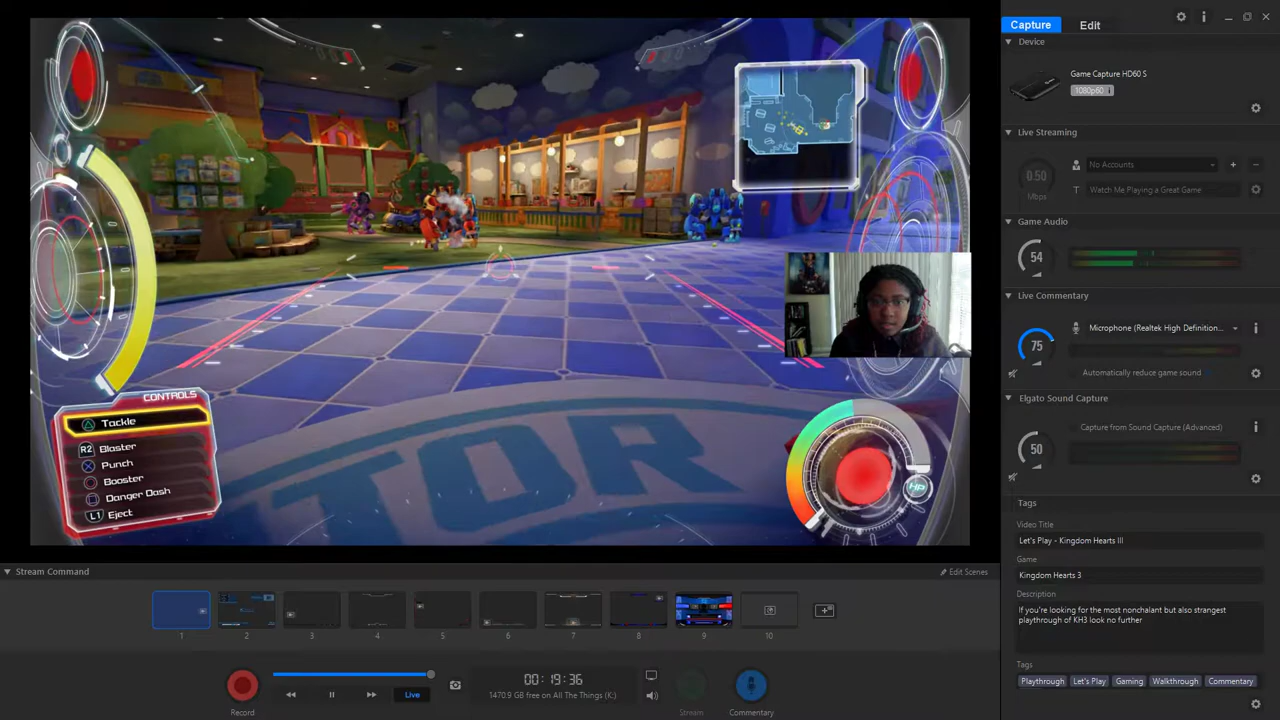 Capture
Edit
Device
Game Capture HD60 S
1080p60
Live Streaming
0.50
Mbps
No Accounts
Watch Me Playing a Great Game
Game Audio
54
Live Commentary
75
Microphone (Realtek High Definition...
Automatically reduce game sound
Elgato Sound Capture
50
Capture from Sound Capture (Advanced)
Tags
Video Title
Let's Play - Kingdom Hearts III
Game
Kingdom Hearts 3
Description
If you're looking for the most nonchalant but also strangest
playthrough of KH3 look no further
Tags
Playthrough
Let's Play
Gaming
Walkthrough
Commentary
CONTROLS
Tackle
R2 Blaster
Punch
Booster
Danger Dash
L1 Eject
TOR
HP
Stream Command
Edit Scenes
1
2
3
4
5
6
7
8
9
10
Record
Live
00:19:36
1470.9 GB free on All The Things (K:)
Stream
Commentary